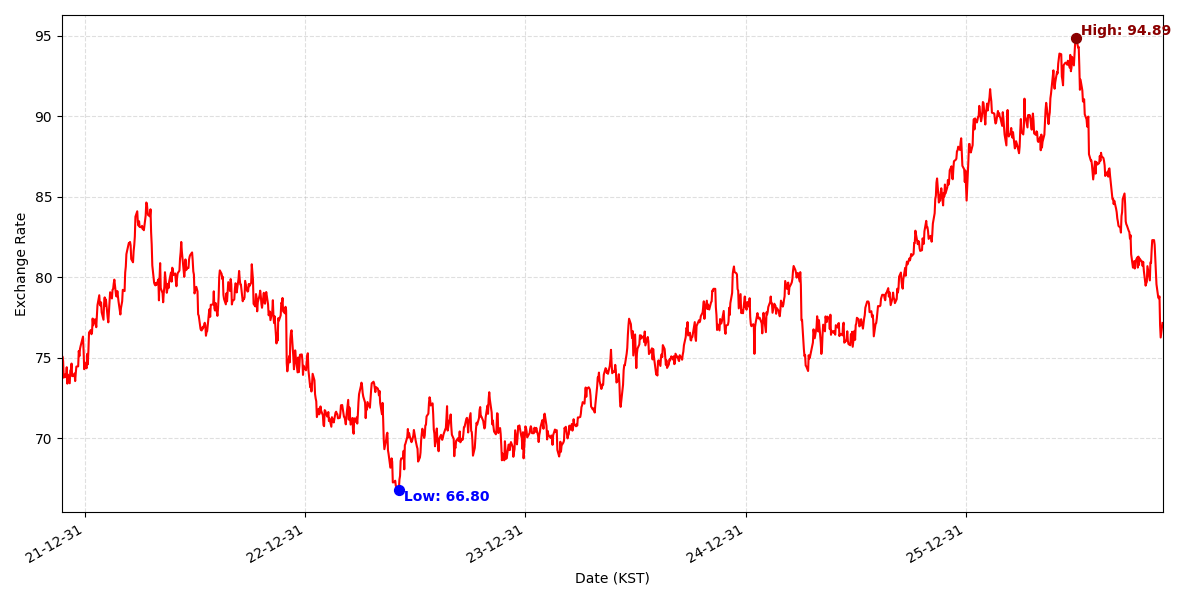 High: 94.89
95
90
85
80
75
70
Exchange Rate
Low: 66.80
21-12-31
22-12-31
23-12-31
24-12-31
25-12-31
Date (KST)